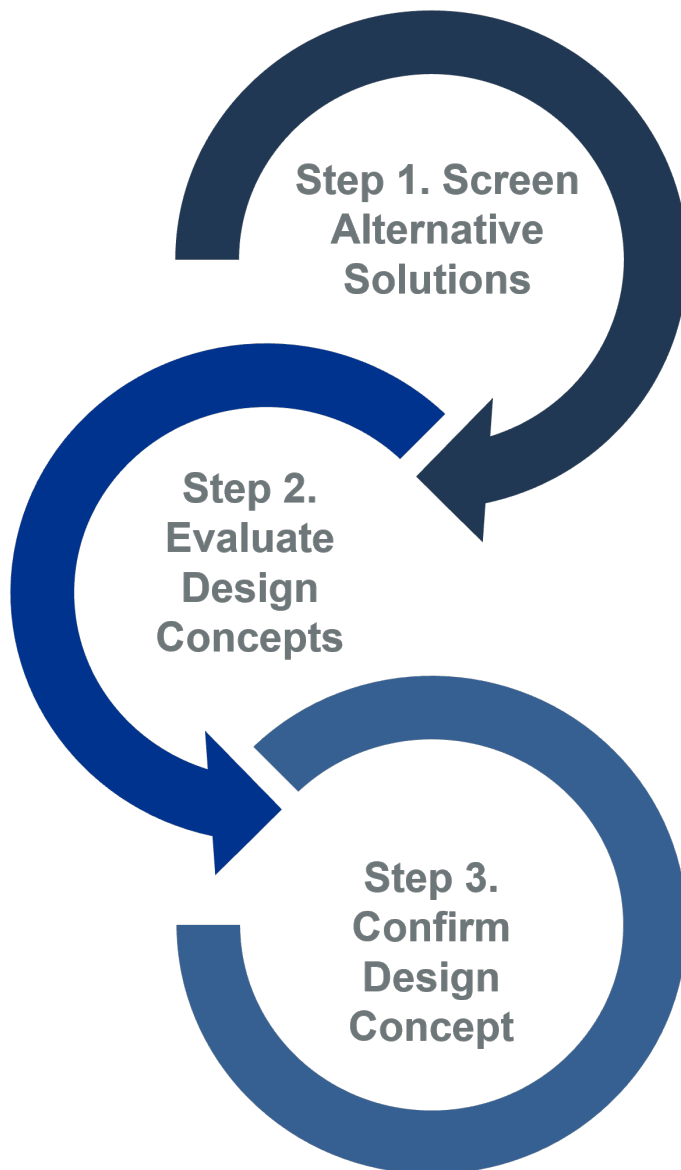 Step 1. Screen
Alternative
Solutions
Step 2.
Evaluate
Design
Concepts
Step 3.
Confirm
Design
Concept